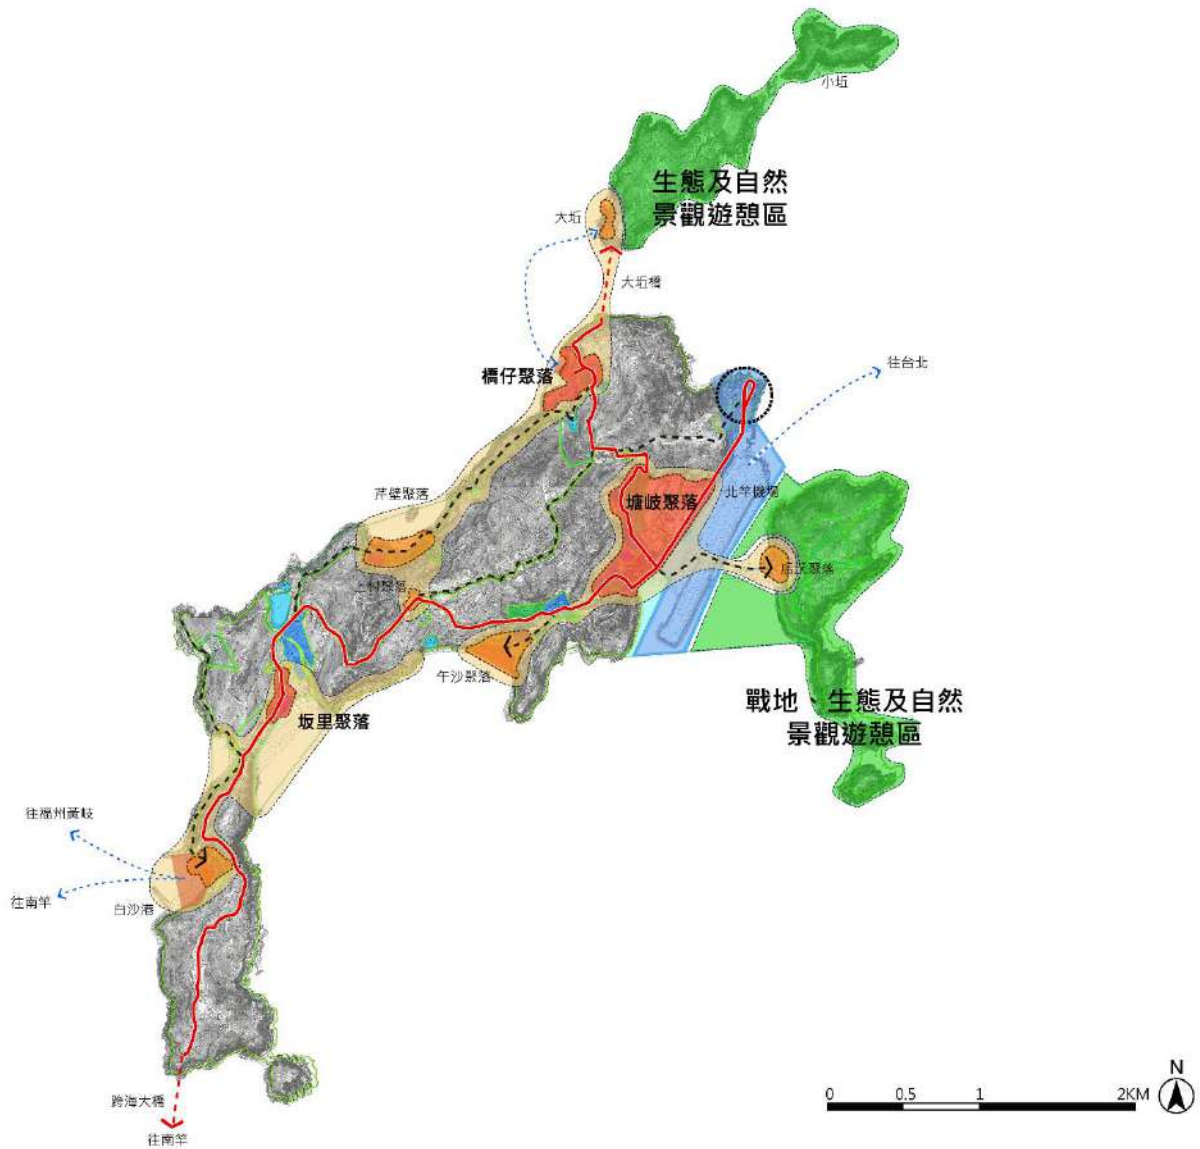 小坵
生態及自然
景觀遊憩區
大坵
大坵橋
往台北
橋仔聚落
芹壁聚落
塘岐聚落
北竿機場
后沃聚落
上村聚落
午沙聚落
戰地、生態及自然
景觀遊憩區
坂里聚落
往福州黃岐
往南竿
白沙港
跨海大橋
往南竿
0 0.5 1 2KM
N